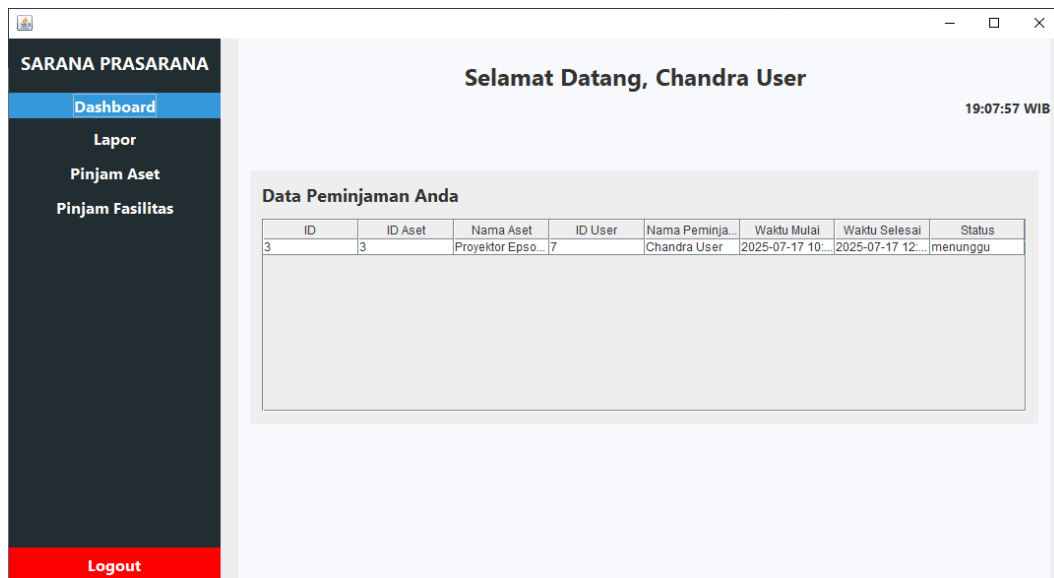 SARANA PRASARANA
Dashboard
Lapor
Pinjam Aset
Pinjam Fasilitas
Logout
Selamat Datang, Chandra User
19:07:57 WIB
Data Peminjaman Anda
ID ID Aset Nama Aset ID User Nama Peminja... Waktu Mulai Waktu Selesai Status
3 3 Proyektor Epso... 7 Chandra User 2025-07-17 10:... 2025-07-17 12:... menunggu